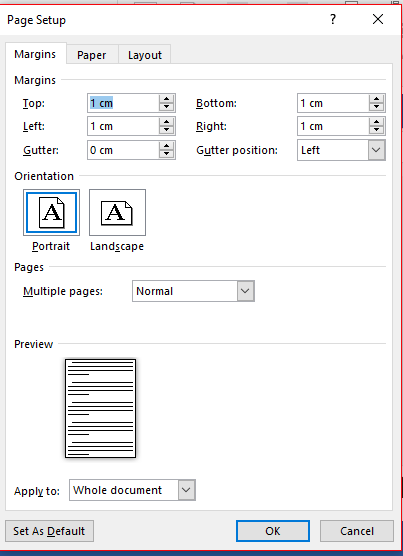 Page Setup ? ×
Margins Paper Layout
Margins
Top: 1 cm Bottom: 1 cm
Left: 1 cm Right: 1 cm
Gutter: 0 cm Gutter position: Left
Orientation
A A
Portrait Landscape
Pages
Multiple pages: Normal
Preview
Apply to: Whole document
Set As Default OK Cancel